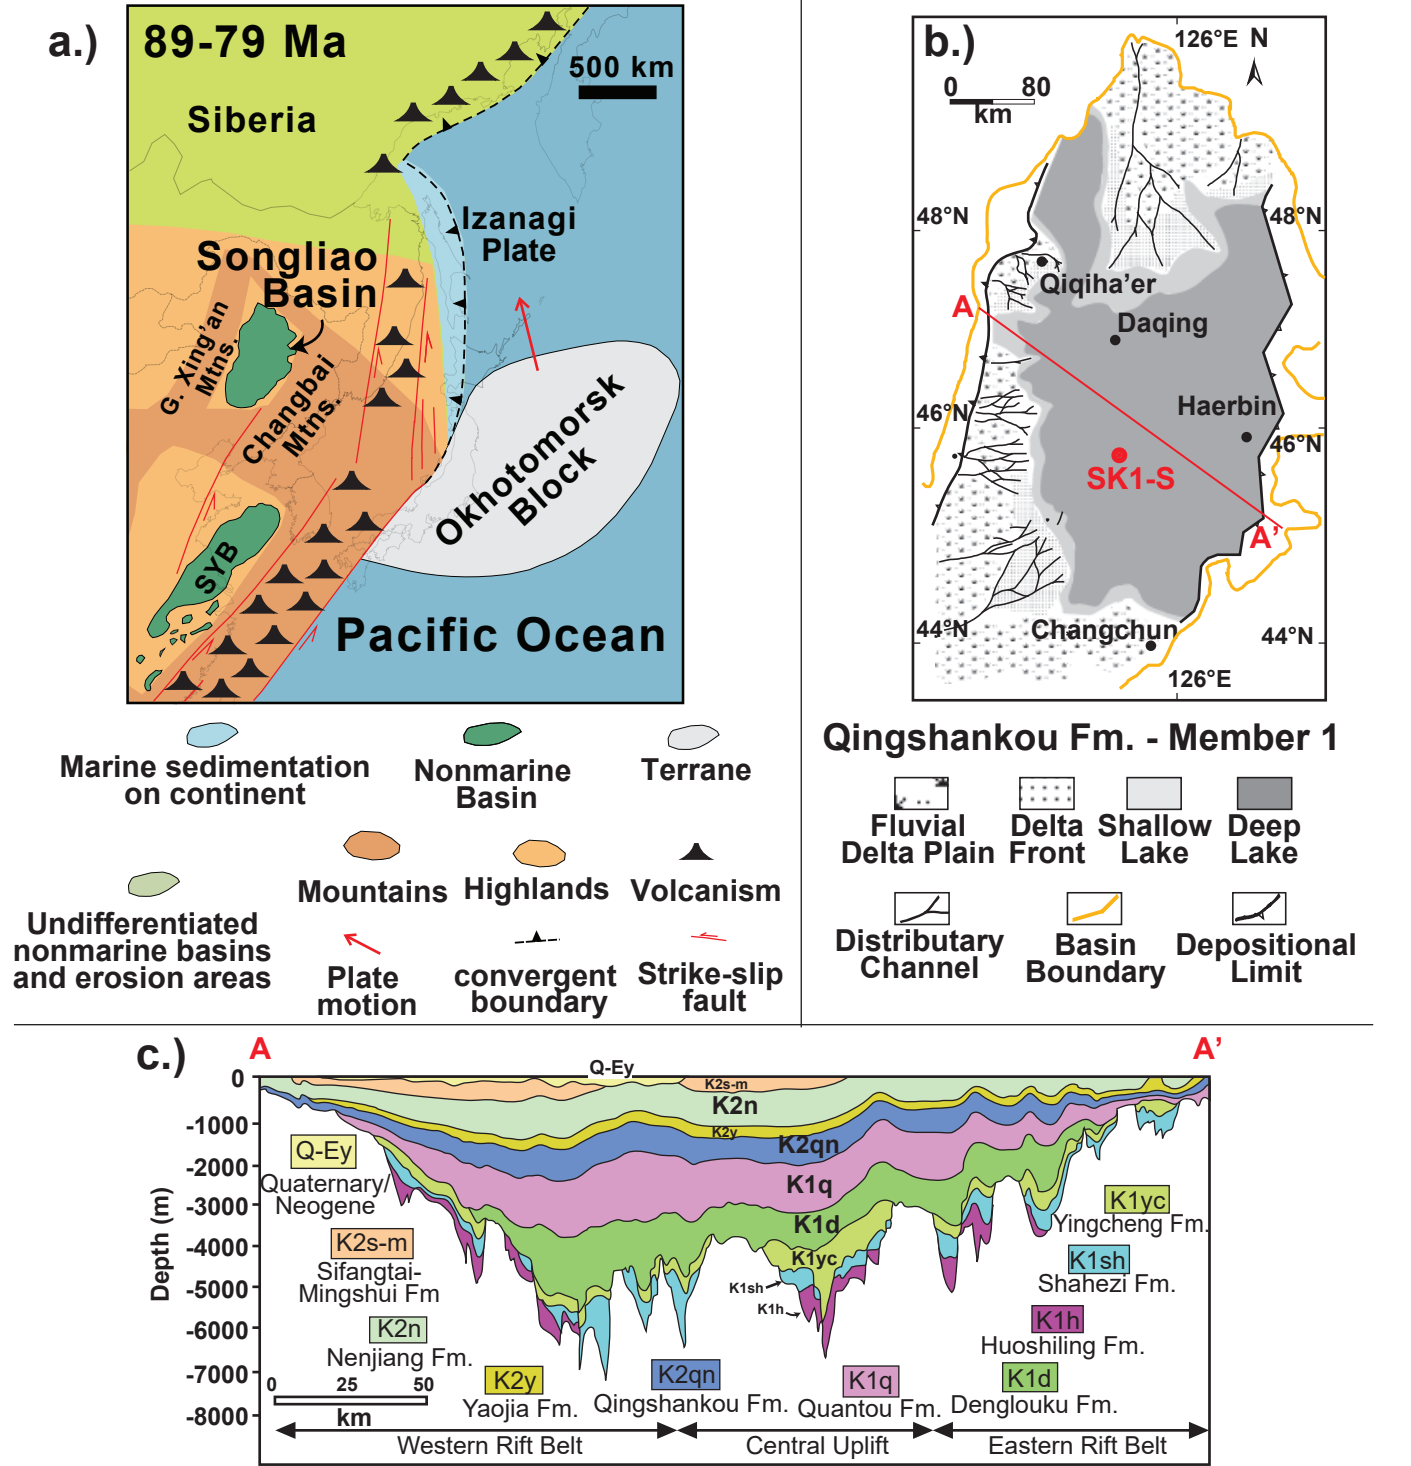 a.)
89-79 Ma
500 km
Siberia
Izanagi
Plate
Songliao
Basin
G. Xing'an
Mtns.
Changbai
Mtns.
Okhotomorsk
Block
SYB
Pacific Ocean
Marine sedimentation
on continent
Nonmarine
Basin
Terrane
Mountains
Highlands
Volcanism
Undifferentiated
nonmarine basins
and erosion areas
Plate
motion
convergent
boundary
Strike-slip
fault
b.)
126°E
N
0
80
km
48°N
48°N
Qiqiha'er
A
Daqing
Haerbin
46°N
46°N
SK1-S
A'
44°N
Changchun
44°N
126°E
Qingshankou Fm. - Member 1
Fluvial
Delta Plain
Delta
Front
Shallow
Lake
Deep
Lake
Distributary
Channel
Basin
Boundary
Depositional
Limit
c.)
A
A'
Q-Ey
0
-1000
-2000
-3000
-4000
-5000
-6000
-7000
-8000
Depth (m)
K2s-m
K2n
K2y
K2qn
K1q
K1d
K1yc
K1sh
K1h
Q-Ey
Quaternary/
Neogene
K2s-m
Sifangtai-
Mingshui Fm
K2n
Nenjiang Fm.
K2y
Yaojia Fm.
K2qn
Qingshankou Fm.
K1q
Quantou Fm.
K1d
Denglouku Fm.
K1h
Huoshiling Fm.
K1sh
Shahezi Fm.
K1yc
Yingcheng Fm.
0
25
50
km
Western Rift Belt
Central Uplift
Eastern Rift Belt